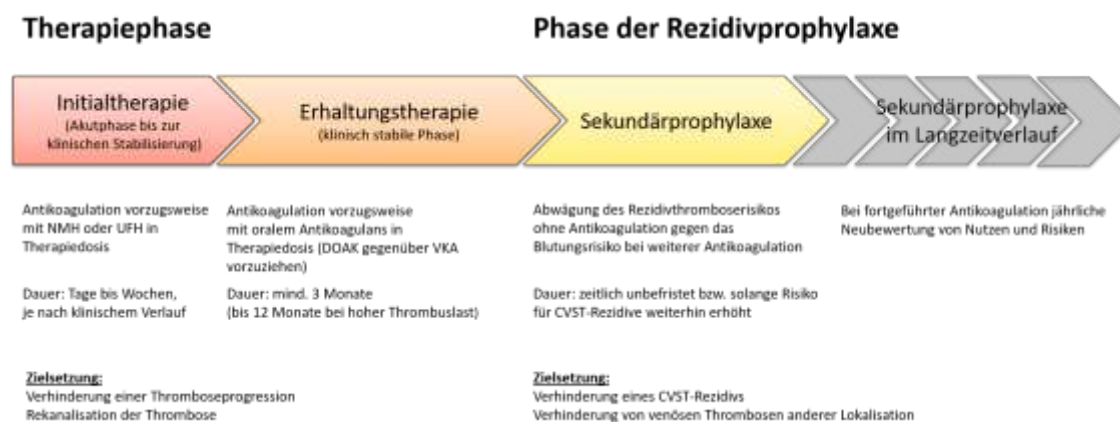 Therapiephase
Phase der Rezidivprophylaxe
Initialtherapie
(Akutphase bis zur
klinischen Stabilisierung)
Erhaltungstherapie
(klinisch stabile Phase)
Sekundärprophylaxe
Sekundärprophylaxe
im Langzeitverlauf
Antikoagulation vorzugsweise
mit NMH oder UFH in
Therapiedosis
Dauer: Tage bis Wochen,
je nach klinischem Verlauf
Antikoagulation vorzugsweise
mit oralem Antikoagulans in
Therapiedosis (DOAK gegenüber VKA
vorzuziehen)
Dauer: mind. 3 Monate
(bis 12 Monate bei hoher Thrombuslast)
Abwägung des Rezidivthromboserisikos
ohne Antikoagulation gegen das
Blutungsrisiko bei weiterer Antikoagulation
Dauer: zeitlich unbefristet bzw. solange Risiko
für CVST-Rezidive weiterhin erhöht
Bei fortgeführter Antikoagulation jährliche
Neubewertung von Nutzen und Risiken
Zielsetzung:
Verhinderung einer Thromboseprogression
Rekanalisation der Thrombose
Zielsetzung:
Verhinderung eines CVST-Rezidivs
Verhinderung von venösen Thrombosen anderer Lokalisation